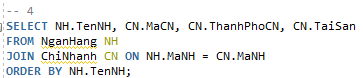 -- 4
SELECT NH.TenNH, CN.MaCN, CN.ThanhPhoCN, CN.TaiSan
FROM NganHang NH
JOIN ChiNhanh CN ON NH.MaNH = CN.MaNH
ORDER BY NH.TenNH;